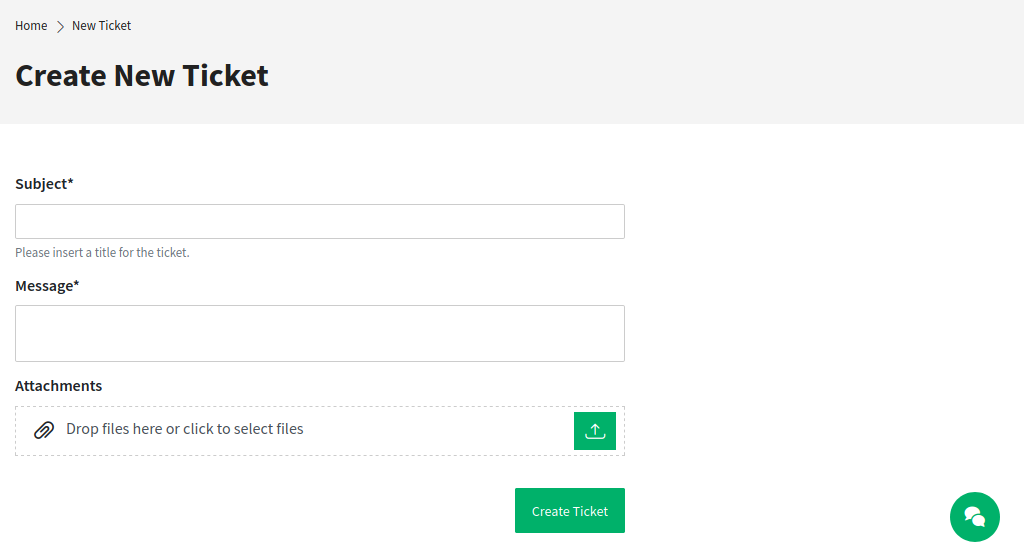 Home New Ticket
Create New Ticket
Subject*
Please insert a title for the ticket.
Message*
Attachments
Drop files here or click to select files
Create Ticket